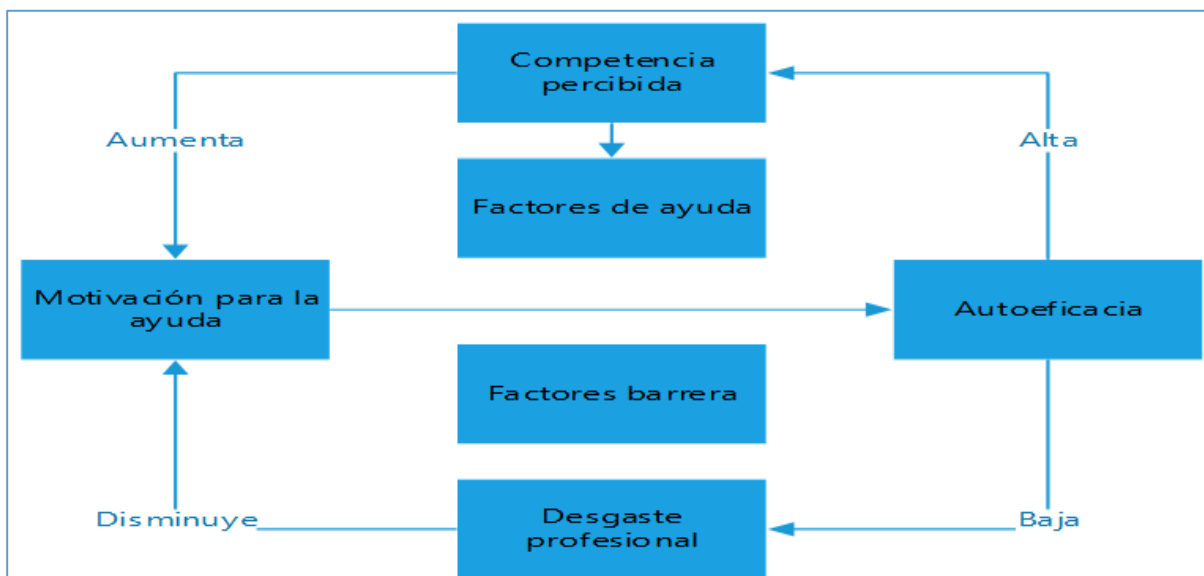 Competencia
percibida
Aumenta
Alta
Factores de ayuda
Motivación para la
ayuda
Autoeficacia
Factores barrera
Disminuye
Desgaste
profesional
Baja